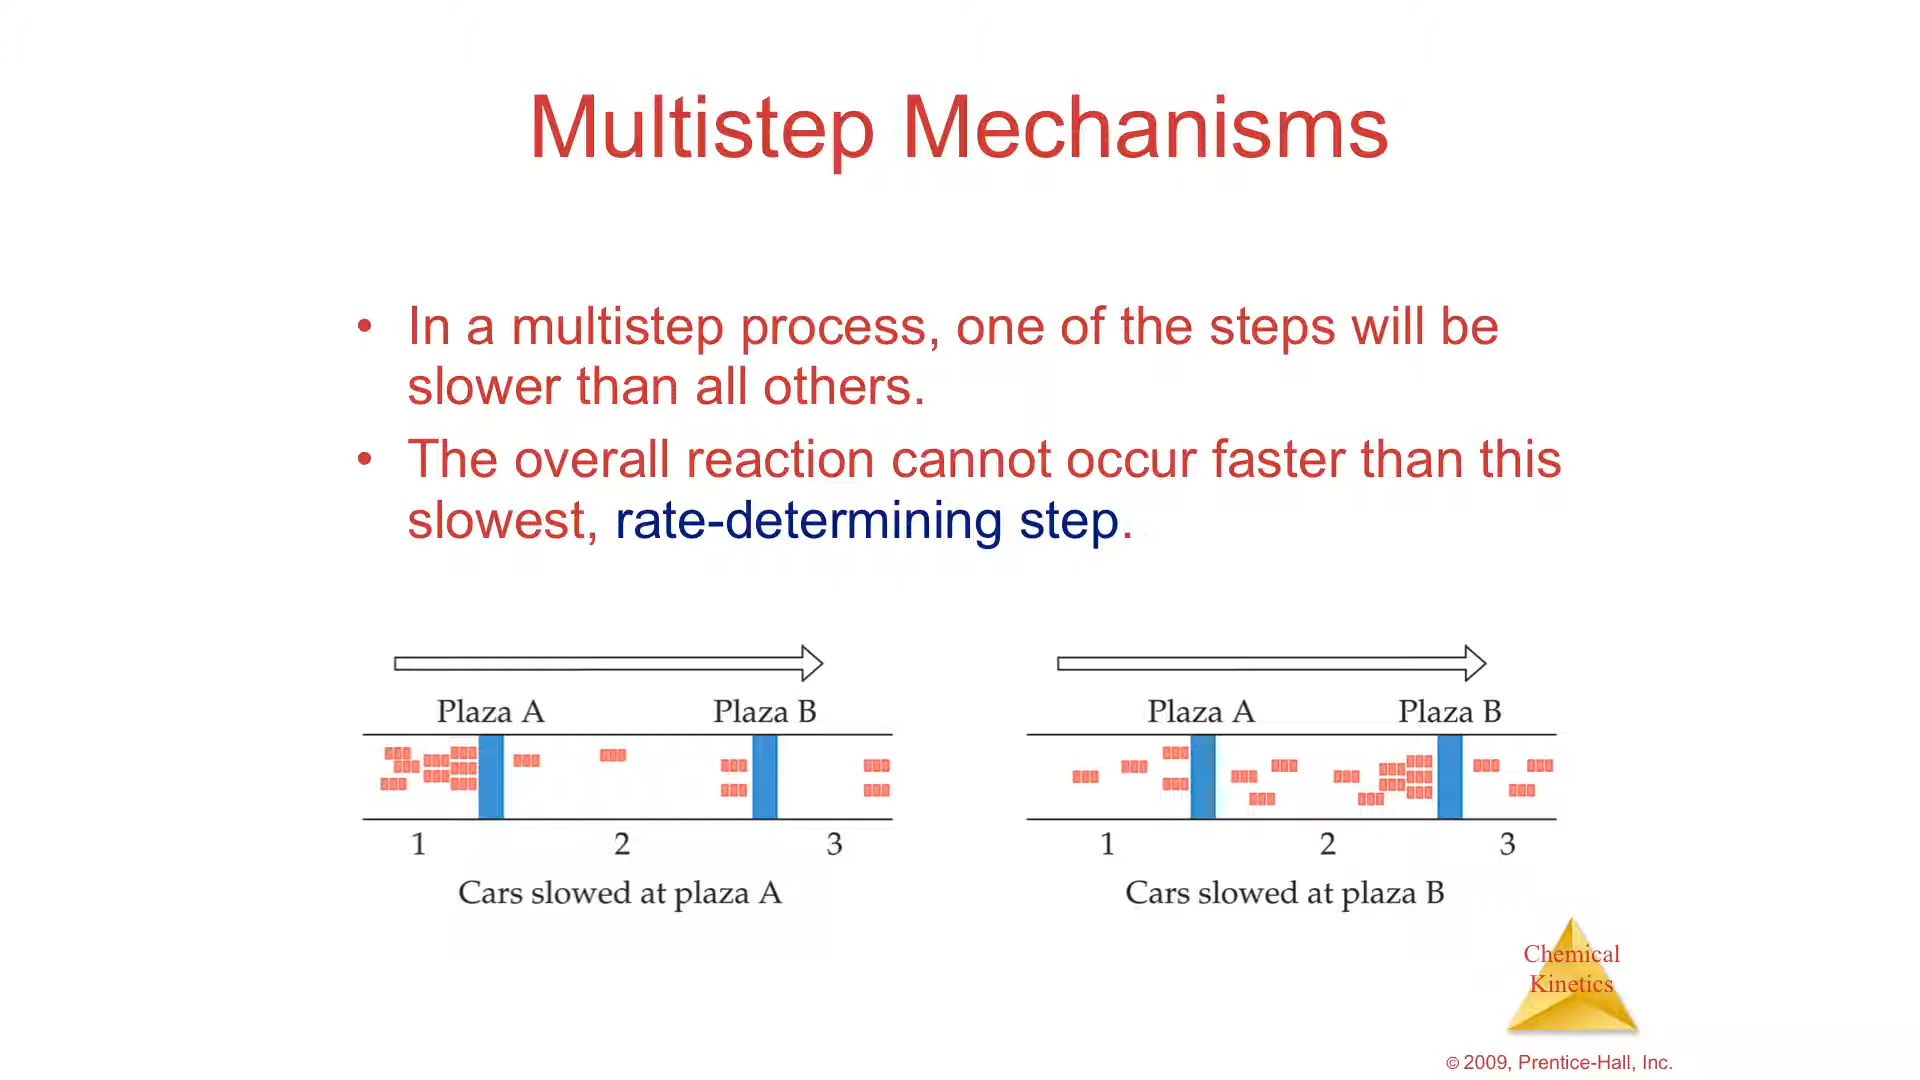 Multistep Mechanisms
• In a multistep process, one of the steps will be
slower than all others.
• The overall reaction cannot occur faster than this
slowest, rate-determining step.
Plaza A Plaza B
1 2 3
Cars slowed at plaza A
Plaza A Plaza B
1 2 3
Cars slowed at plaza B
Chemical
Kinetics
© 2009, Prentice-Hall, Inc.